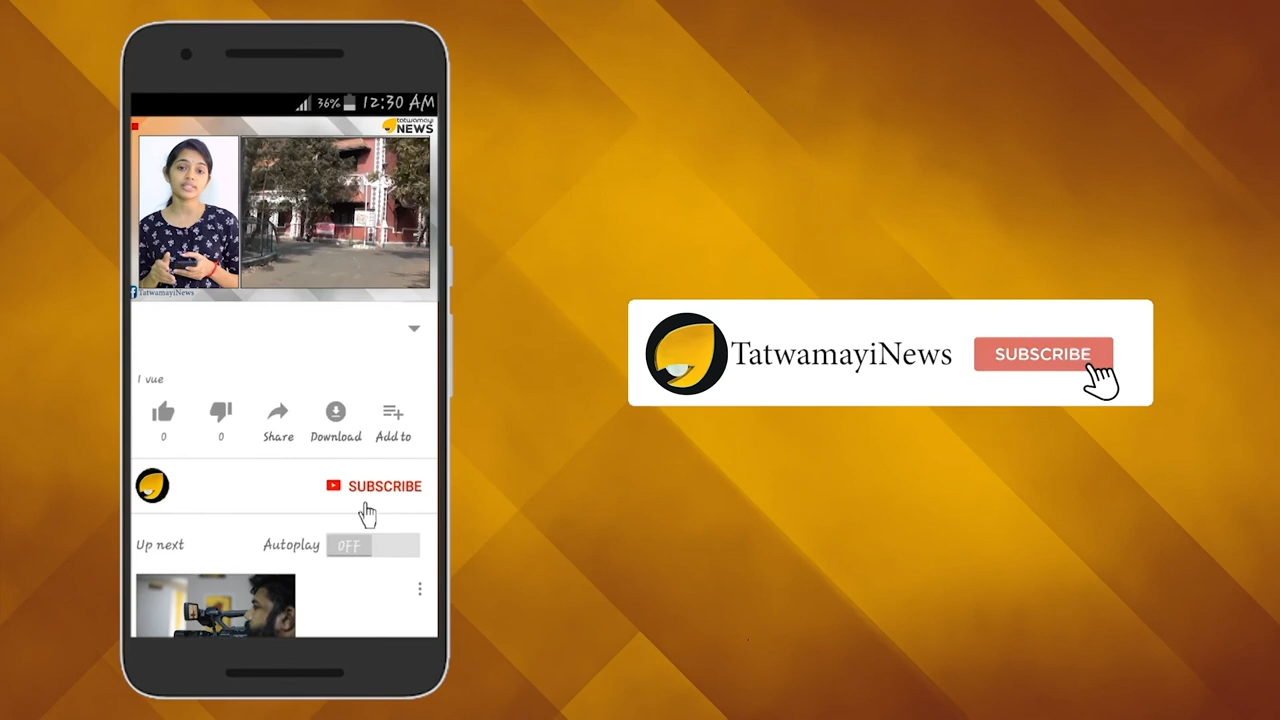 36% 12:30 AM
tatwamayi
NEWS
TatwamayiNews
1 vue
0 0 Share Download Add to
SUBSCRIBE
Up next Autoplay OFF
TatwamayiNews SUBSCRIBE